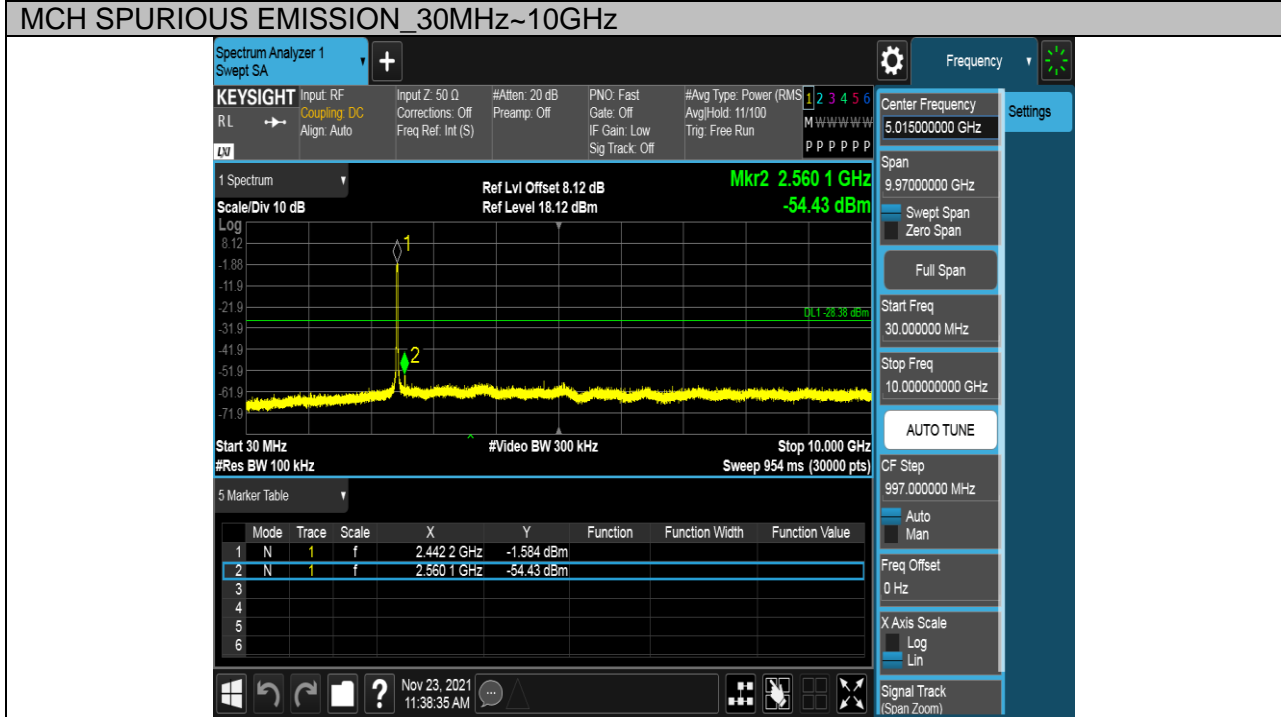 MCH SPURIOUS EMISSION_30MHz~10GHz
Spectrum Analyzer 1
Swept SA
+
Frequency
KEYSIGHT Input: RF Input Z: 50 Ω #Atten: 20 dB PNO: Fast #Avg Type: Power (RMS 1 2 3 4 5 6
RL Coupling: DC Corrections: Off Preamp: Off Gate: Off Avg|Hold: 11/100 M W W W W W
Align: Auto Freq Ref: Int (S) IF Gain: Low Trig: Free Run
LXI Sig Track: Off P P P P P P
1 Spectrum
Ref Lvl Offset 8.12 dB Mkr2 2.560 1 GHz
Scale/Div 10 dB Ref Level 18.12 dBm -54.43 dBm
Log
8.12
1
-1.88
-11.9
-21.9
DL1 -28.38 dBm
-31.9
-41.9
2
-51.9
-61.9
-71.9
Start 30 MHz #Video BW 300 kHz Stop 10.000 GHz
#Res BW 100 kHz Sweep 954 ms (30000 pts)
5 Marker Table
Mode Trace Scale X Y Function Function Width Function Value
1 N 1 f 2.442 2 GHz -1.584 dBm
2 N 1 f 2.560 1 GHz -54.43 dBm
3
4
5
6
?
Nov 23, 2021
11:38:35 AM
Center Frequency
5.015000000 GHz
Settings
Span
9.97000000 GHz
Swept Span
Zero Span
Full Span
Start Freq
30.000000 MHz
Stop Freq
10.000000000 GHz
AUTO TUNE
CF Step
997.000000 MHz
Auto
Man
Freq Offset
0 Hz
X Axis Scale
Log
Lin
Signal Track
(Span Zoom)